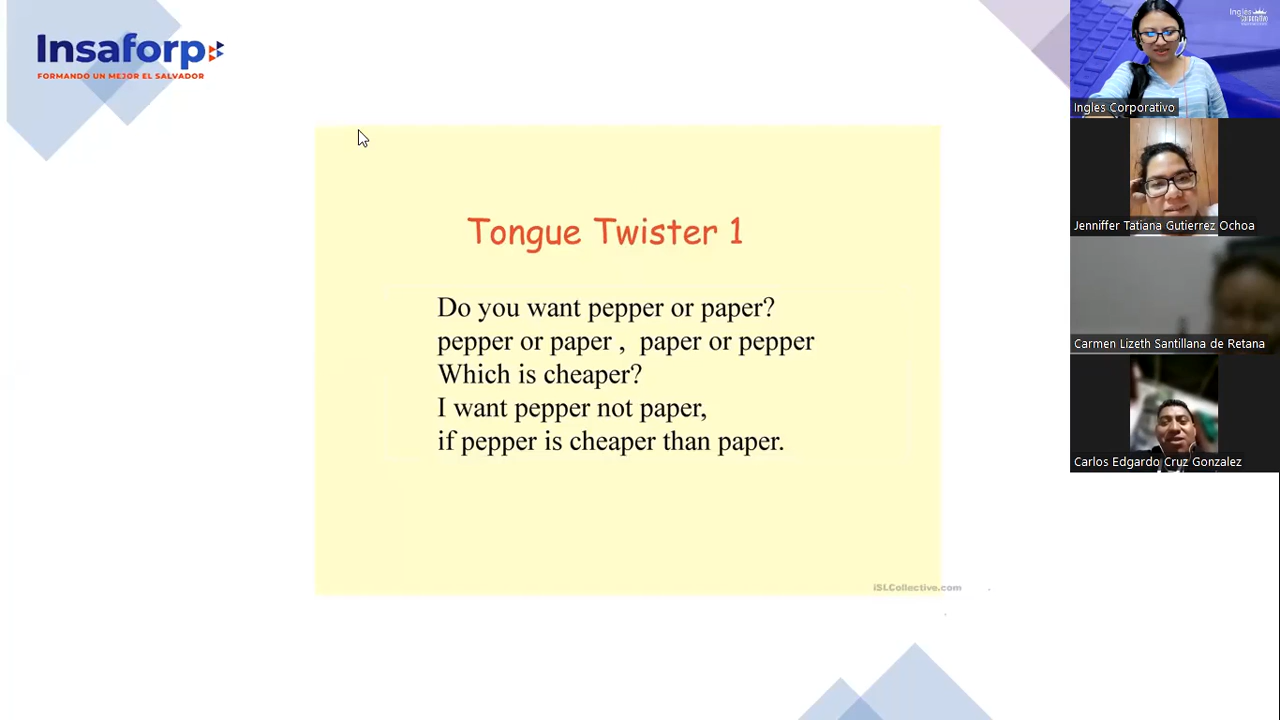 Insaforp
FORMANDO UN MEJOR EL SALVADOR
Tongue Twister 1
Do you want pepper or paper?
pepper or paper , paper or pepper
Which is cheaper?
I want pepper not paper,
if pepper is cheaper than paper.
iSLCollective.com
Ingles Corporativo
Jenniffer Tatiana Gutierrez Ochoa
Carmen Lizeth Santillana de Retana
Carlos Edgardo Cruz Gonzalez